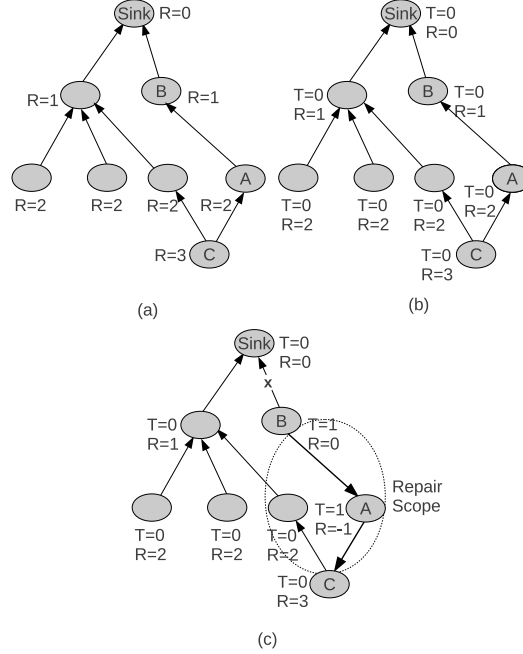 Sink R=0
R=1 B R=1
R=2 R=2 R=2 R=2 A
R=3 C
(a)
Sink T=0
R=0
T=0
R=1
B T=0
R=1
T=0
R=2
T=0
R=2
T=0
R=2
T=0
R=2
A
T=0
R=3
C
(b)
Sink T=0
R=0
x
T=0
R=1
B T=1
R=0
T=0
R=2
T=0
R=2
T=0
R=2
T=1
R=-1
A
Repair
Scope
T=0
R=3
C
(c)